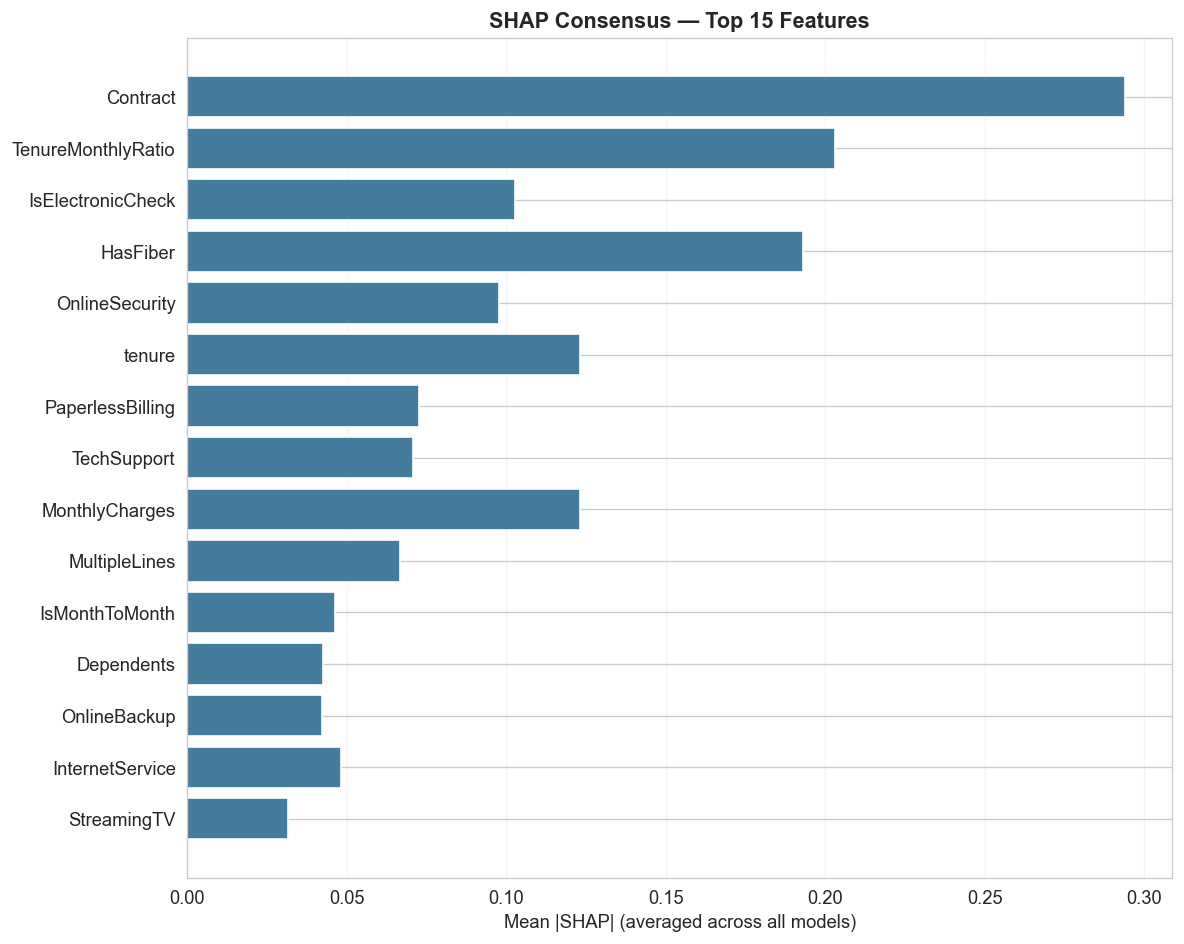 SHAP Consensus — Top 15 Features
Contract
TenureMonthlyRatio
IsElectronicCheck
HasFiber
OnlineSecurity
tenure
PaperlessBilling
TechSupport
MonthlyCharges
MultipleLines
IsMonthToMonth
Dependents
OnlineBackup
InternetService
StreamingTV
0.00 0.05 0.10 0.15 0.20 0.25 0.30
Mean |SHAP| (averaged across all models)